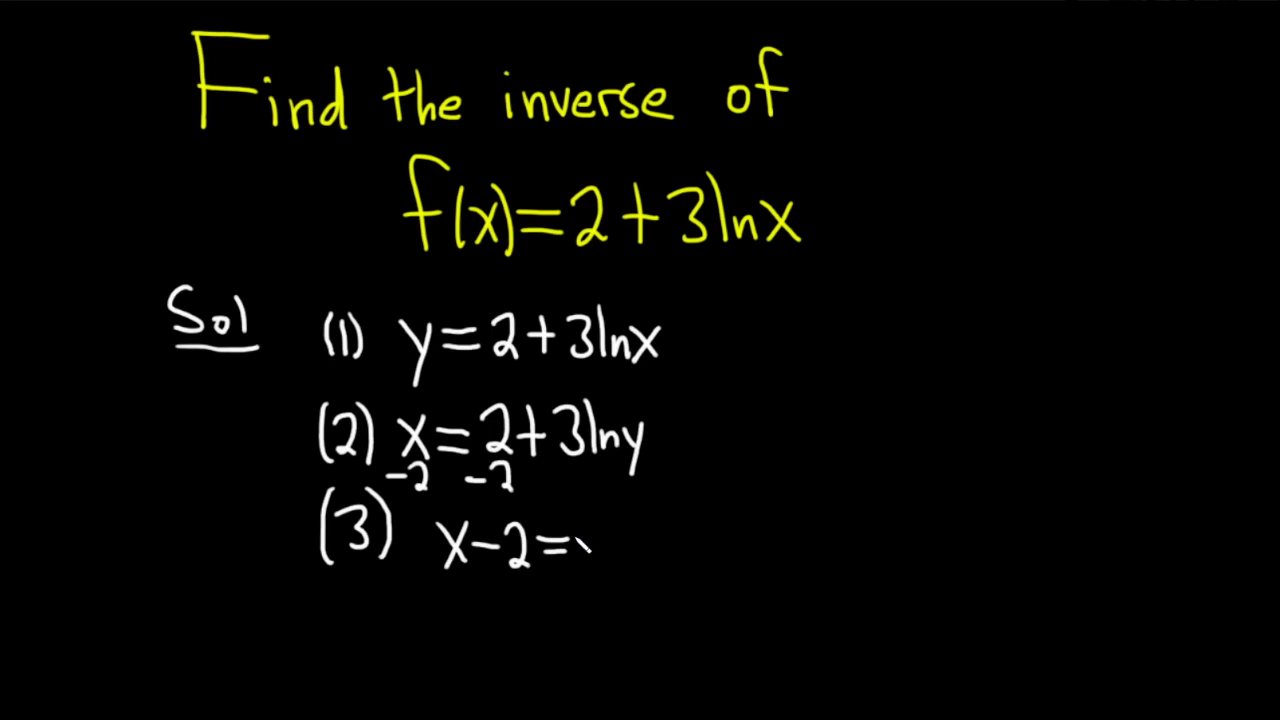 Find the inverse of
f(x)=2+3lnx
Sol (1) y=2+3lnx
(2) x=2+3lny
-2 -2
(3) x-2=